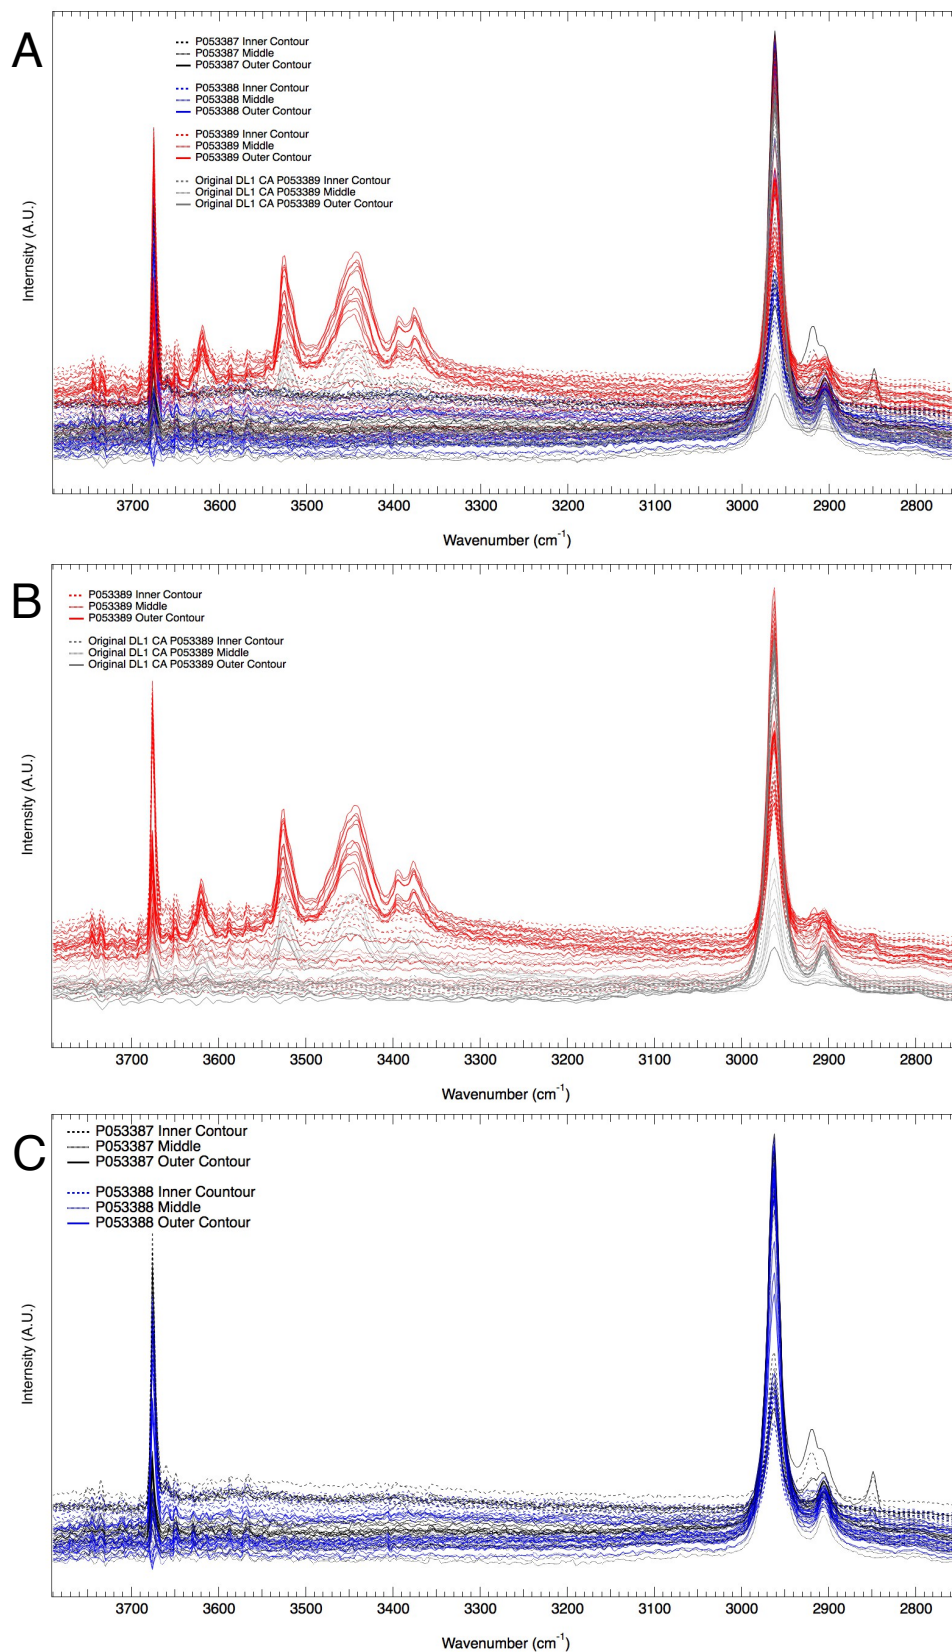 A
P053387 Inner Contour
P053387 Middle
P053387 Outer Contour
P053388 Inner Contour
P053388 Middle
P053388 Outer Contour
P053389 Inner Contour
P053389 Middle
P053389 Outer Contour
Original DL1 CA P053389 Inner Contour
Original DL1 CA P053389 Middle
Original DL1 CA P053389 Outer Contour
Internsity (A.U.)
3700 3600 3500 3400 3300 3200 3100 3000 2900 2800
Wavenumber (cm⁻¹)
B
P053389 Inner Contour
P053389 Middle
P053389 Outer Contour
Original DL1 CA P053389 Inner Contour
Original DL1 CA P053389 Middle
Original DL1 CA P053389 Outer Contour
Internsity (A.U.)
3700 3600 3500 3400 3300 3200 3100 3000 2900 2800
Wavenumber (cm⁻¹)
C
P053387 Inner Contour
P053387 Middle
P053387 Outer Contour
P053388 Inner Countour
P053388 Middle
P053388 Outer Contour
Internsity (A.U.)
3700 3600 3500 3400 3300 3200 3100 3000 2900 2800
Wavenumber (cm⁻¹)